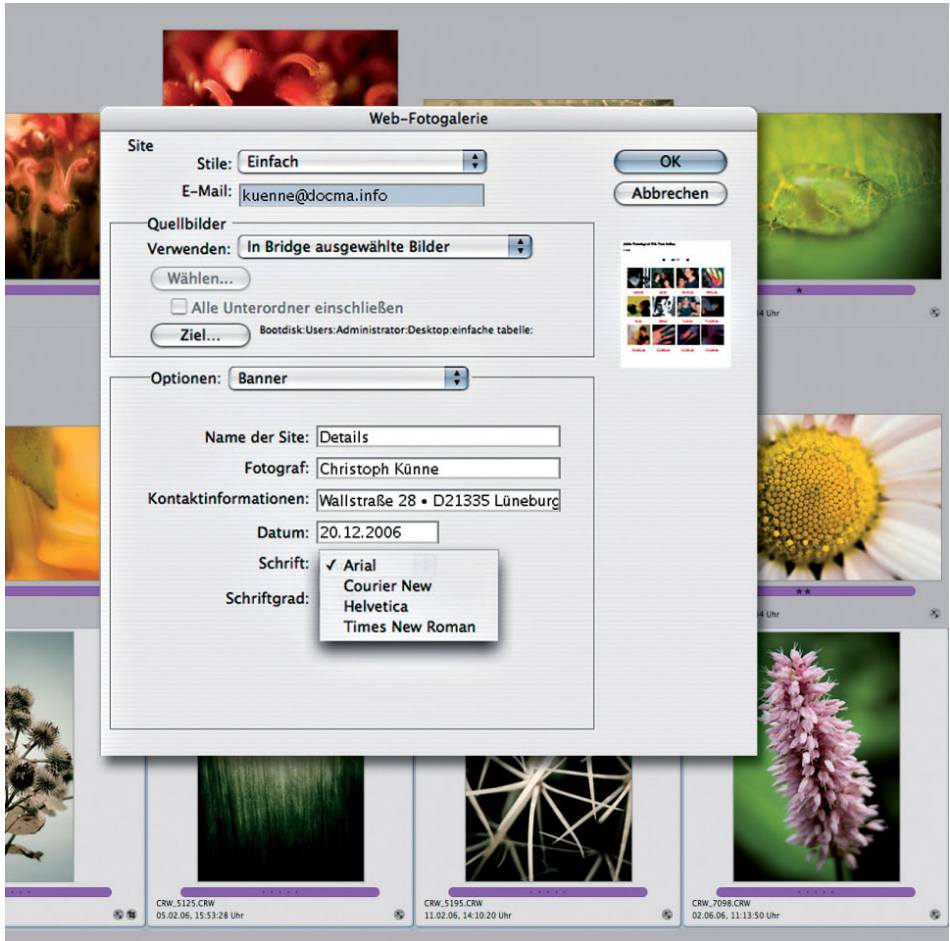 Web-Fotogalerie
Site
Stile: Einfach
OK
E-Mail: kuenne@docma.info
Abbrechen
Quellbilder
Verwenden: In Bridge ausgewählte Bilder
Wählen...
Alle Unterordner einschließen
Ziel... Bootdisk:Users:Administrator:Desktop:einfache tabelle:
4 Uhr
Optionen: Banner
Name der Site: Details
Fotograf: Christoph Künne
Kontaktinformationen: Wallstraße 28 • D21335 Lüneburg
Datum: 20.12.2006
Schrift: ✓ Arial
Courier New
Schriftgrad:
Helvetica
Times New Roman
4 Uhr
CRW_5125.CRW
05.02.06, 15:53:28 Uhr
CRW_5195.CRW
11.02.06, 14:10:20 Uhr
CRW_7098.CRW
02.06.06, 11:13:50 Uhr